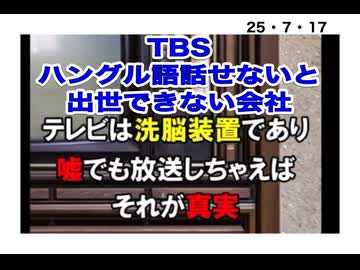 25・7・17
TBS
ハングル語話せないと
出世できない会社
テレビは洗脳装置であり
嘘でも放送しちゃえば
それが真実